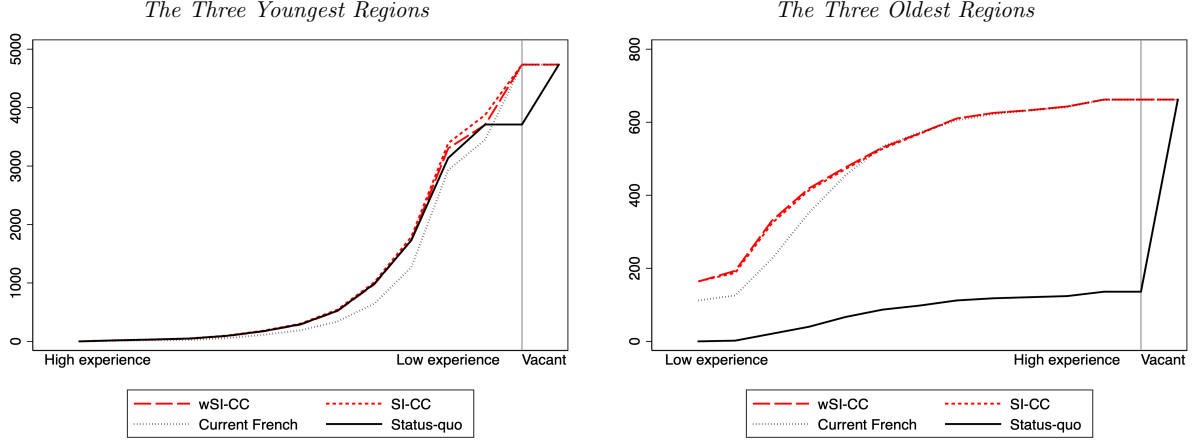 The Three Youngest Regions
5000
4000
3000
2000
1000
0
High experience Low experience Vacant
wSI-CC SI-CC
Current French Status-quo
The Three Oldest Regions
800
600
400
200
0
Low experience High experience Vacant
wSI-CC SI-CC
Current French Status-quo